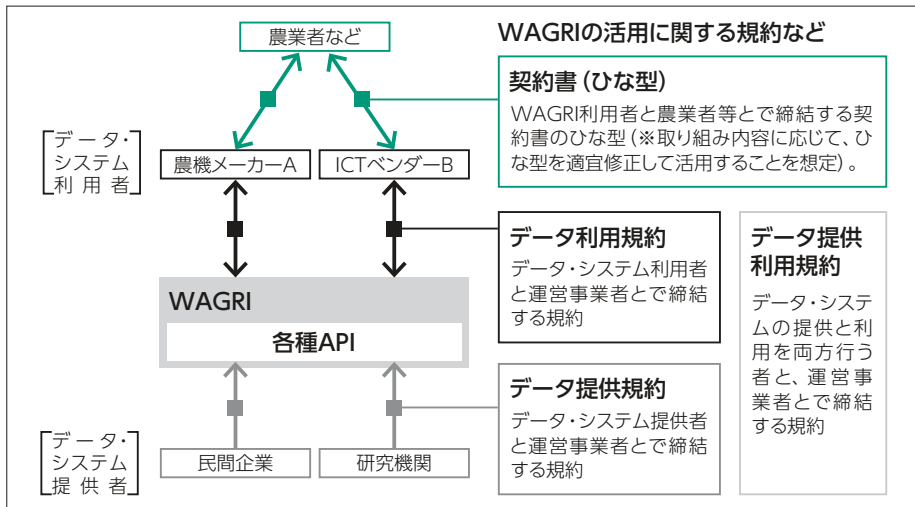 農業者など
WAGRIの活用に関する規約など
契約書（ひな型）
WAGRI利用者と農業者等とで締結する契
約書のひな型（※取り組み内容に応じて、ひ
な型を適宜修正して活用することを想定）。
データ・
システム
利用者
農機メーカーA
ICTベンダーB
データ利用規約
データ・システム利用者
と運営事業者とで締結
する規約
データ提供
利用規約
データ・システ
ムの提供と利
用を両方行う
者と、運営事
業者とで締結
する規約
WAGRI
各種API
データ提供規約
データ・システム提供者
と運営事業者とで締結
する規約
データ・
システム
提供者
民間企業
研究機関